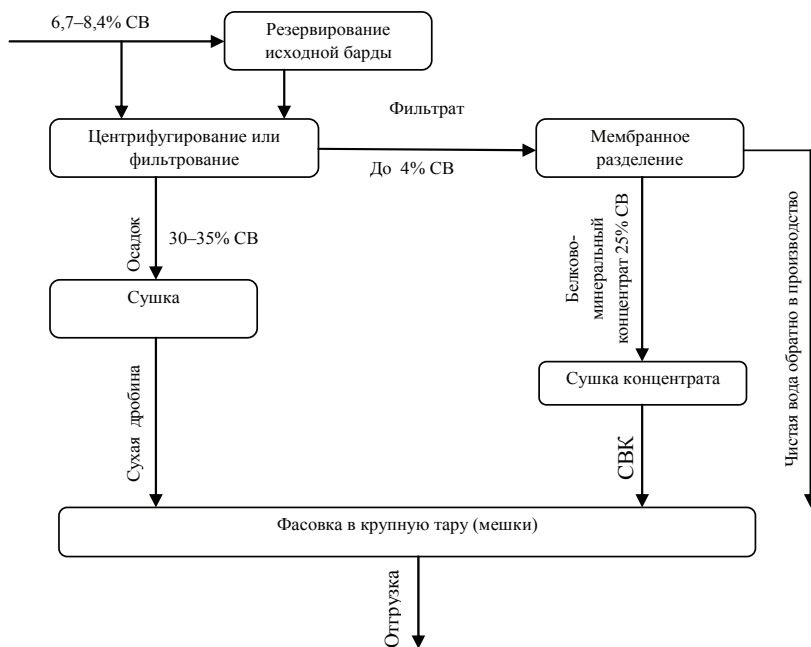 6,7–8,4% СВ
Резервирование
исходной барды
Фильтрат
Центрифугирование или
фильтрование
Мембранное
разделение
До 4% СВ
Осадок
30–35% СВ
Белково-
минеральный
концентрат 25% СВ
Чистая вода обратно в производство
Сушка
Сушка концентрата
Сухая дробина
СВК
Фасовка в крупную тару (мешки)
Отгрузка